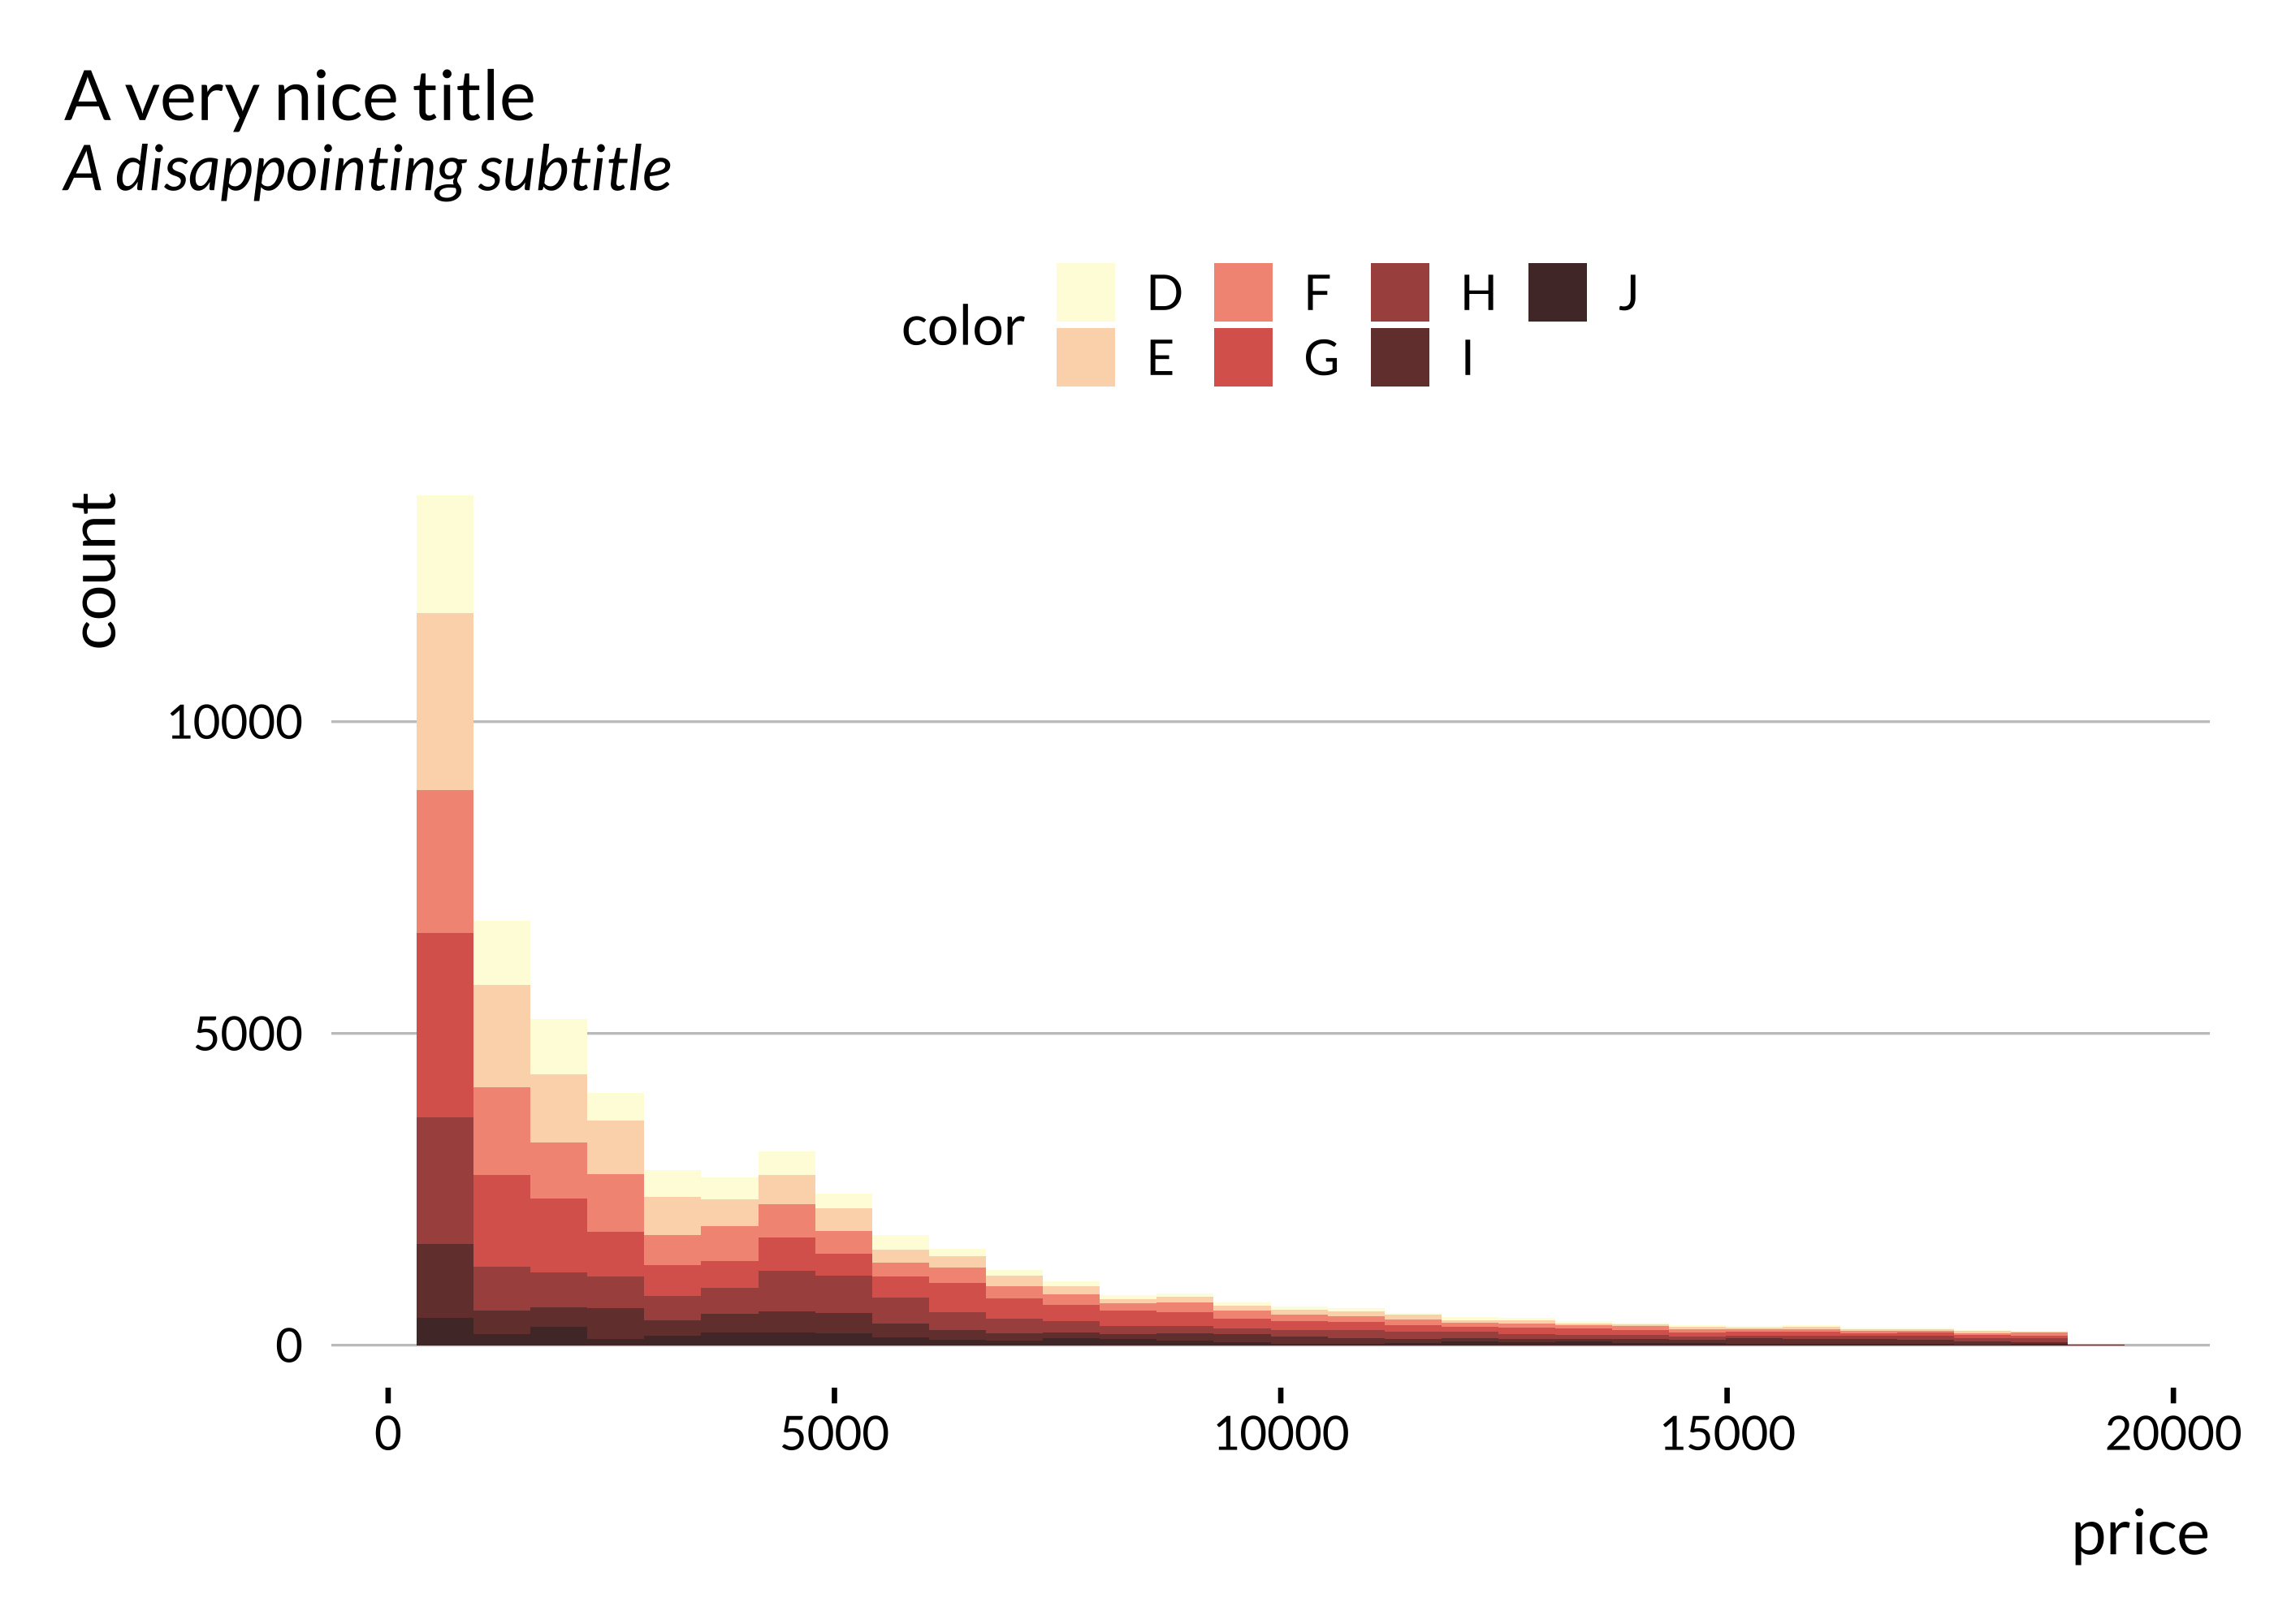 A very nice title
A disappointing subtitle
color
D F H J
E G I
count
10000
5000
0
0 5000 10000 15000 20000
price